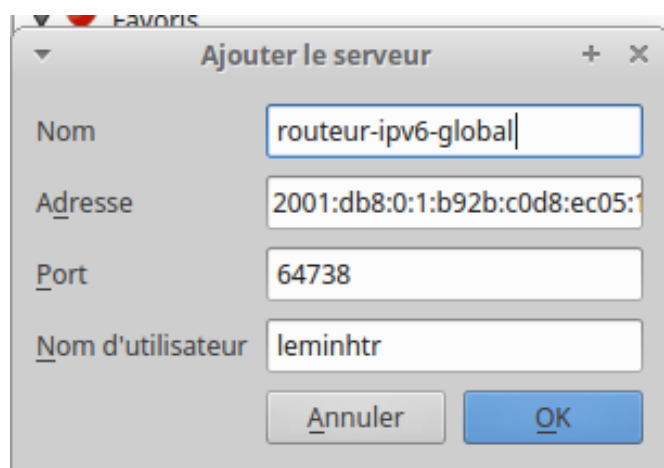 Favoris
Ajouter le serveur
Nom routeur-ipv6-global
Adresse 2001:db8:0:1:b92b:c0d8:ec05:1
Port 64738
Nom d'utilisateur leminhtr
Annuler OK